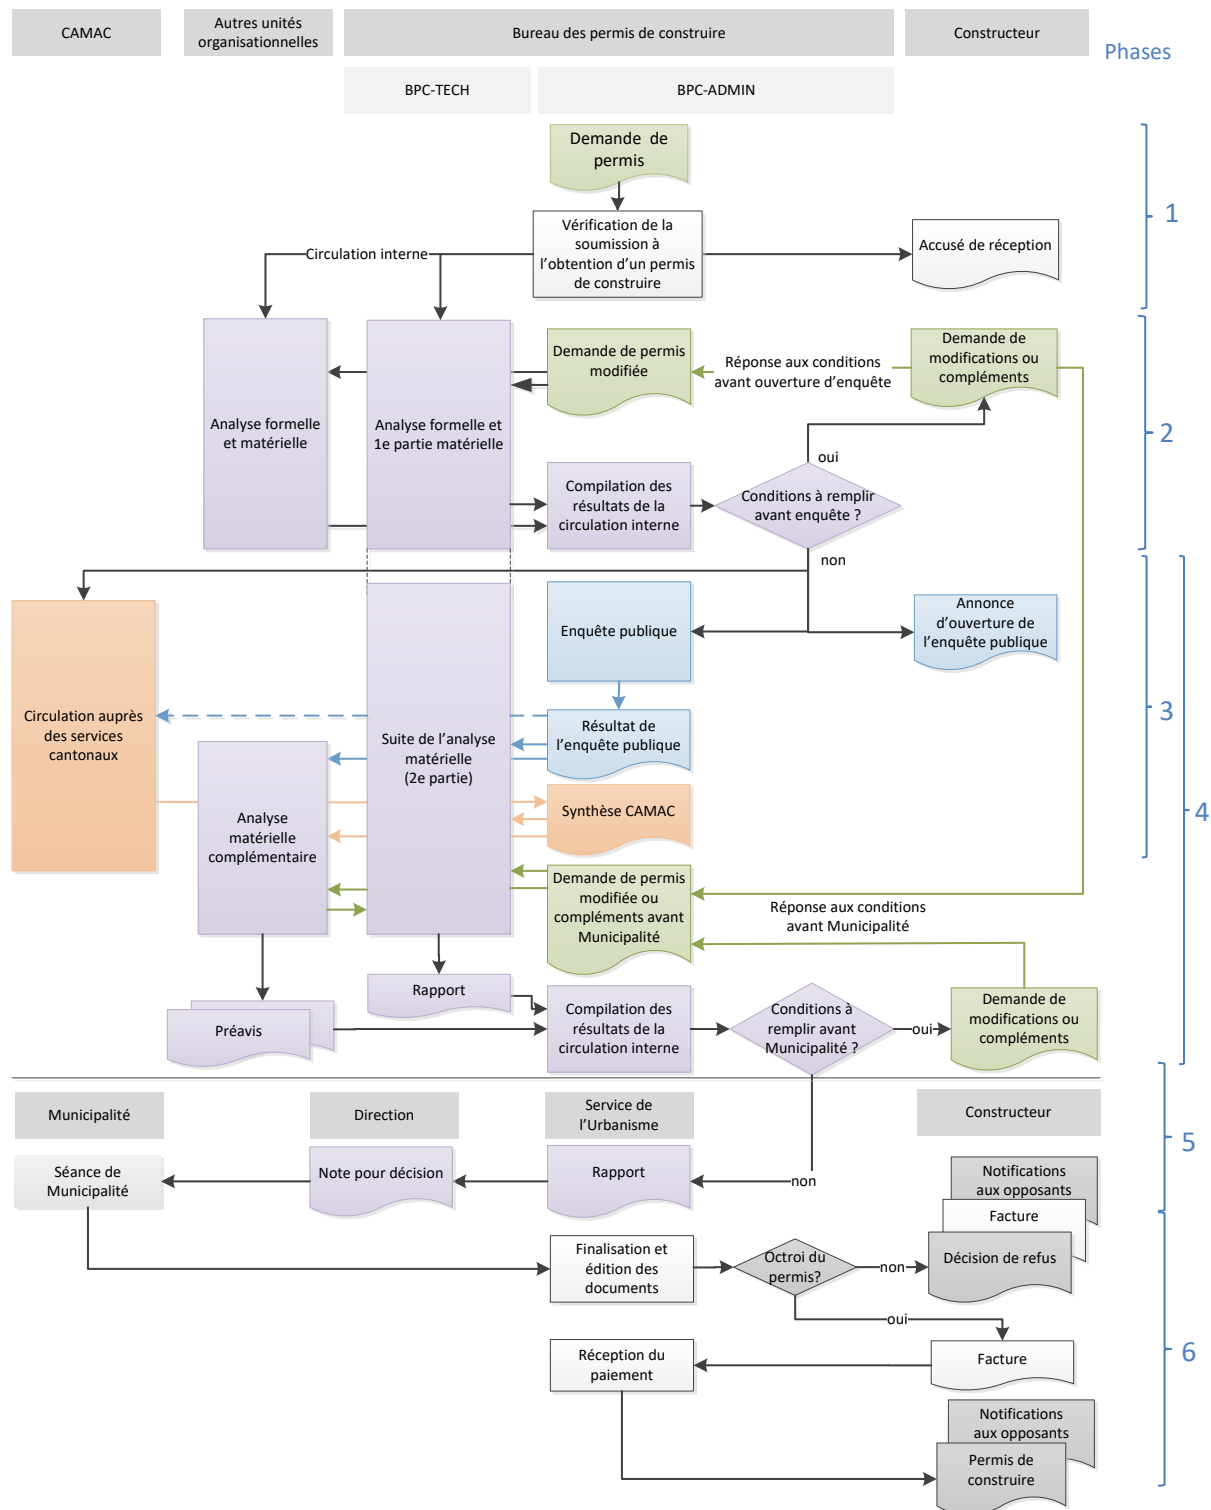 CAMAC
Autres unités
organisationnelles
Bureau des permis de construire
Constructeur
Phases
BPC-TECH
BPC-ADMIN
Demande de
permis
1
Vérification de la
soumission à
l’obtention d’un permis
de construire
Accusé de réception
Circulation interne
Analyse formelle
et matérielle
Analyse formelle et
1e partie matérielle
Demande de permis
modifiée
Réponse aux conditions
avant ouverture d’enquête
Demande de
modifications ou
compléments
2
oui
Compilation des
résultats de la
circulation interne
Conditions à remplir
avant enquête ?
non
Enquête publique
Annonce
d’ouverture de
l’enquête publique
3
Circulation auprès
des services
cantonaux
Suite de l’analyse
matérielle
(2e partie)
Résultat de
l’enquête publique
4
Synthèse CAMAC
Analyse
matérielle
complémentaire
Demande de permis
modifiée ou
compléments avant
Municipalité
Réponse aux conditions
avant Municipalité
Rapport
Préavis
Compilation des
résultats de la
circulation interne
Conditions à
remplir avant
Municipalité ?
oui
Demande de
modifications ou
compléments
Municipalité
Direction
Service de
l’Urbanisme
Constructeur
5
Séance de
Municipalité
Note pour décision
Rapport
non
Notifications
aux opposants
Facture
Décision de refus
Finalisation et
édition des
documents
Octroi du
permis?
non
oui
6
Réception du
paiement
Facture
Notifications
aux opposants
Permis de
construire